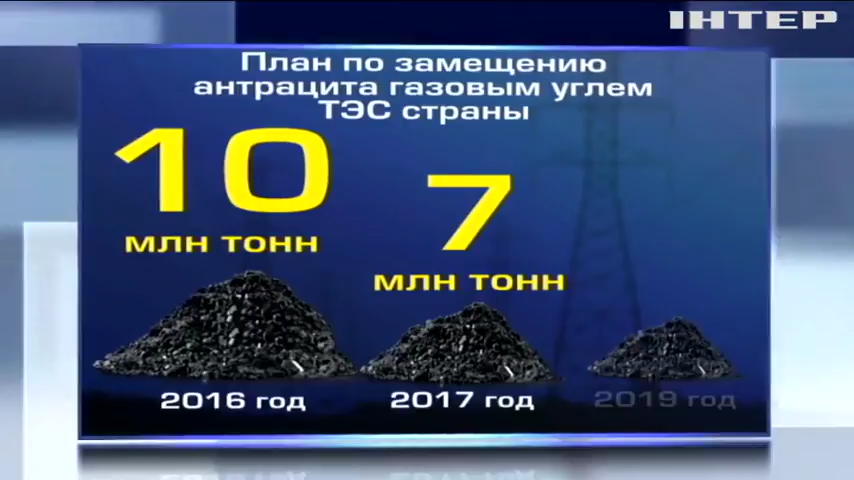 ІНТЕР
План по замещению
антрацита газовым углем
ТЭС страны
10
млн тонн
7
млн тонн
2016 год
2017 год
2019 год